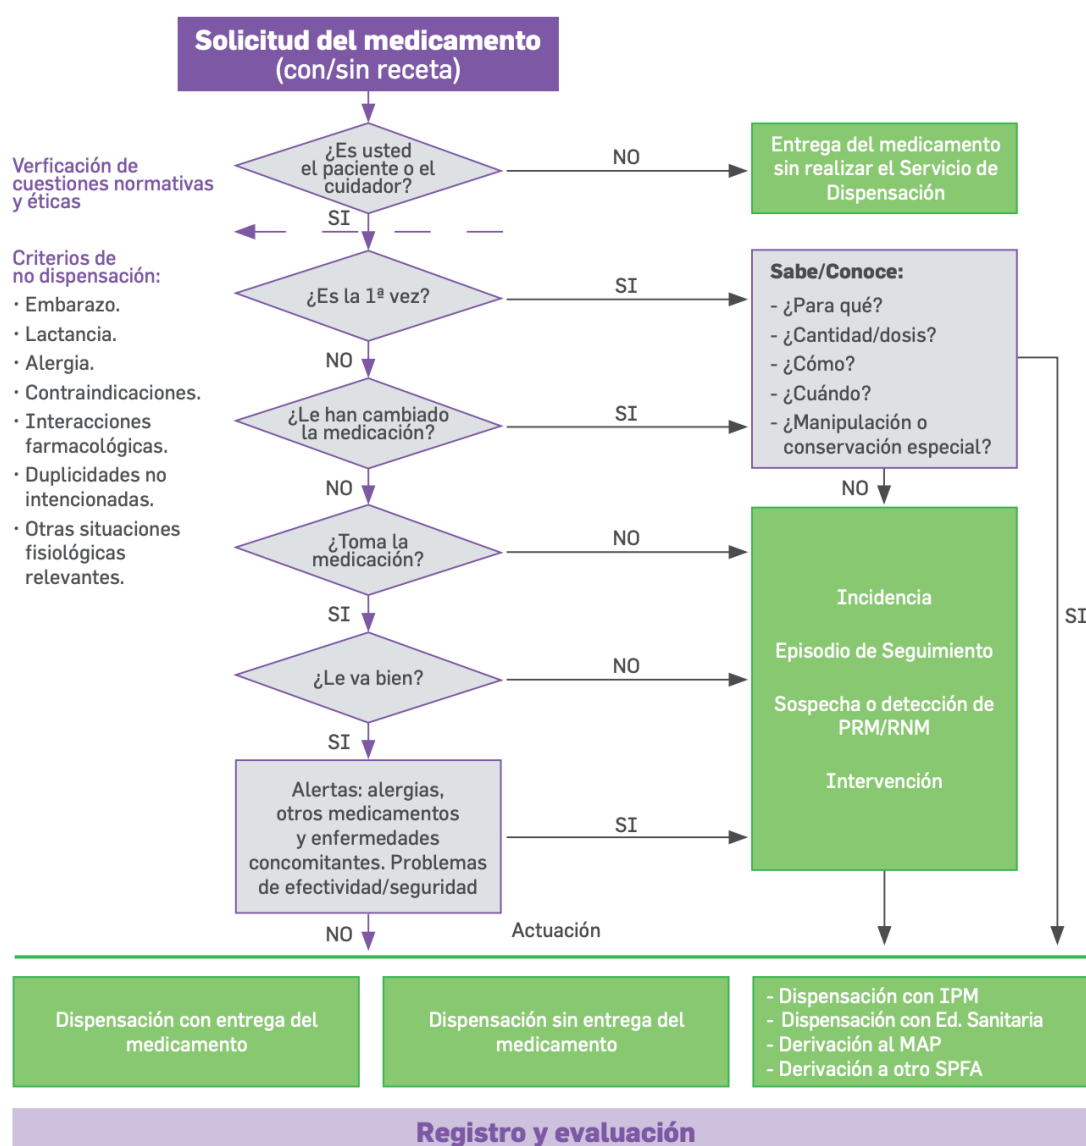 Solicitud del medicamento
(con/sin receta)
¿Es usted
el paciente o el
cuidador?
NO
Entrega del medicamento
sin realizar el Servicio de
Dispensación
Verficación de
cuestiones normativas
y éticas
SI
Criterios de
no dispensación:
· Embarazo.
· Lactancia.
· Alergia.
· Contraindicaciones.
· Interacciones
farmacológicas.
· Duplicidades no
intencionadas.
· Otras situaciones
fisiológicas
relevantes.
¿Es la 1ª vez?
SI
Sabe/Conoce:
- ¿Para qué?
- ¿Cantidad/dosis?
- ¿Cómo?
- ¿Cuándo?
- ¿Manipulación o
conservación especial?
NO
¿Le han cambiado
la medicación?
SI
NO
NO
¿Toma la
medicación?
NO
SI
¿Le va bien?
NO
SI
Incidencia
Episodio de Seguimiento
Sospecha o detección de
PRM/RNM
Intervención
SI
Alertas: alergias,
otros medicamentos
y enfermedades
concomitantes. Problemas
de efectividad/seguridad
SI
NO
Actuación
Dispensación con entrega del
medicamento
Dispensación sin entrega del
medicamento
- Dispensación con IPM
- Dispensación con Ed. Sanitaria
- Derivación al MAP
- Derivación a otro SPFA
Registro y evaluación